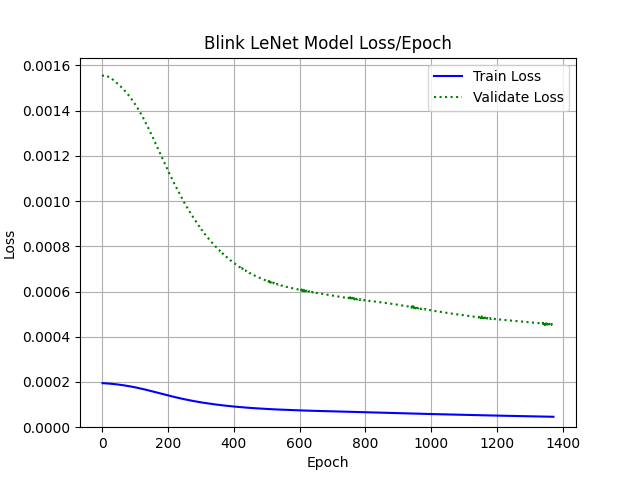 Blink LeNet Model Loss/Epoch
0.0016
0.0014
0.0012
0.0010
0.0008
0.0006
0.0004
0.0002
0.0000
Loss
Train Loss
Validate Loss
0 200 400 600 800 1000 1200 1400
Epoch